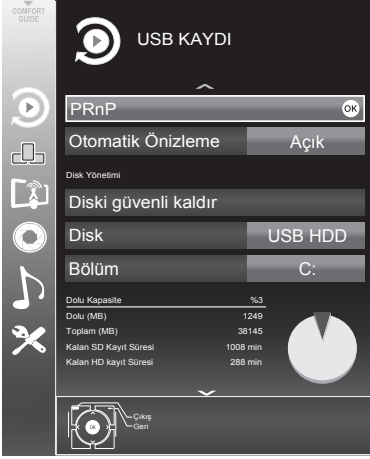 COMFORT
GUIDE
USB KAYDI
PRnP OK
Otomatik Önizleme Açık
Disk Yönetimi
Diski güvenli kaldır
Disk USB HDD
Bölüm C:
Dolu Kapasite %3
Dolu (MB) 1249
Toplam (MB) 38145
Kalan SD Kayıt Süresi 1008 min
Kalan HD kayıt Süresi 288 min
OK
Çıkış
Geri